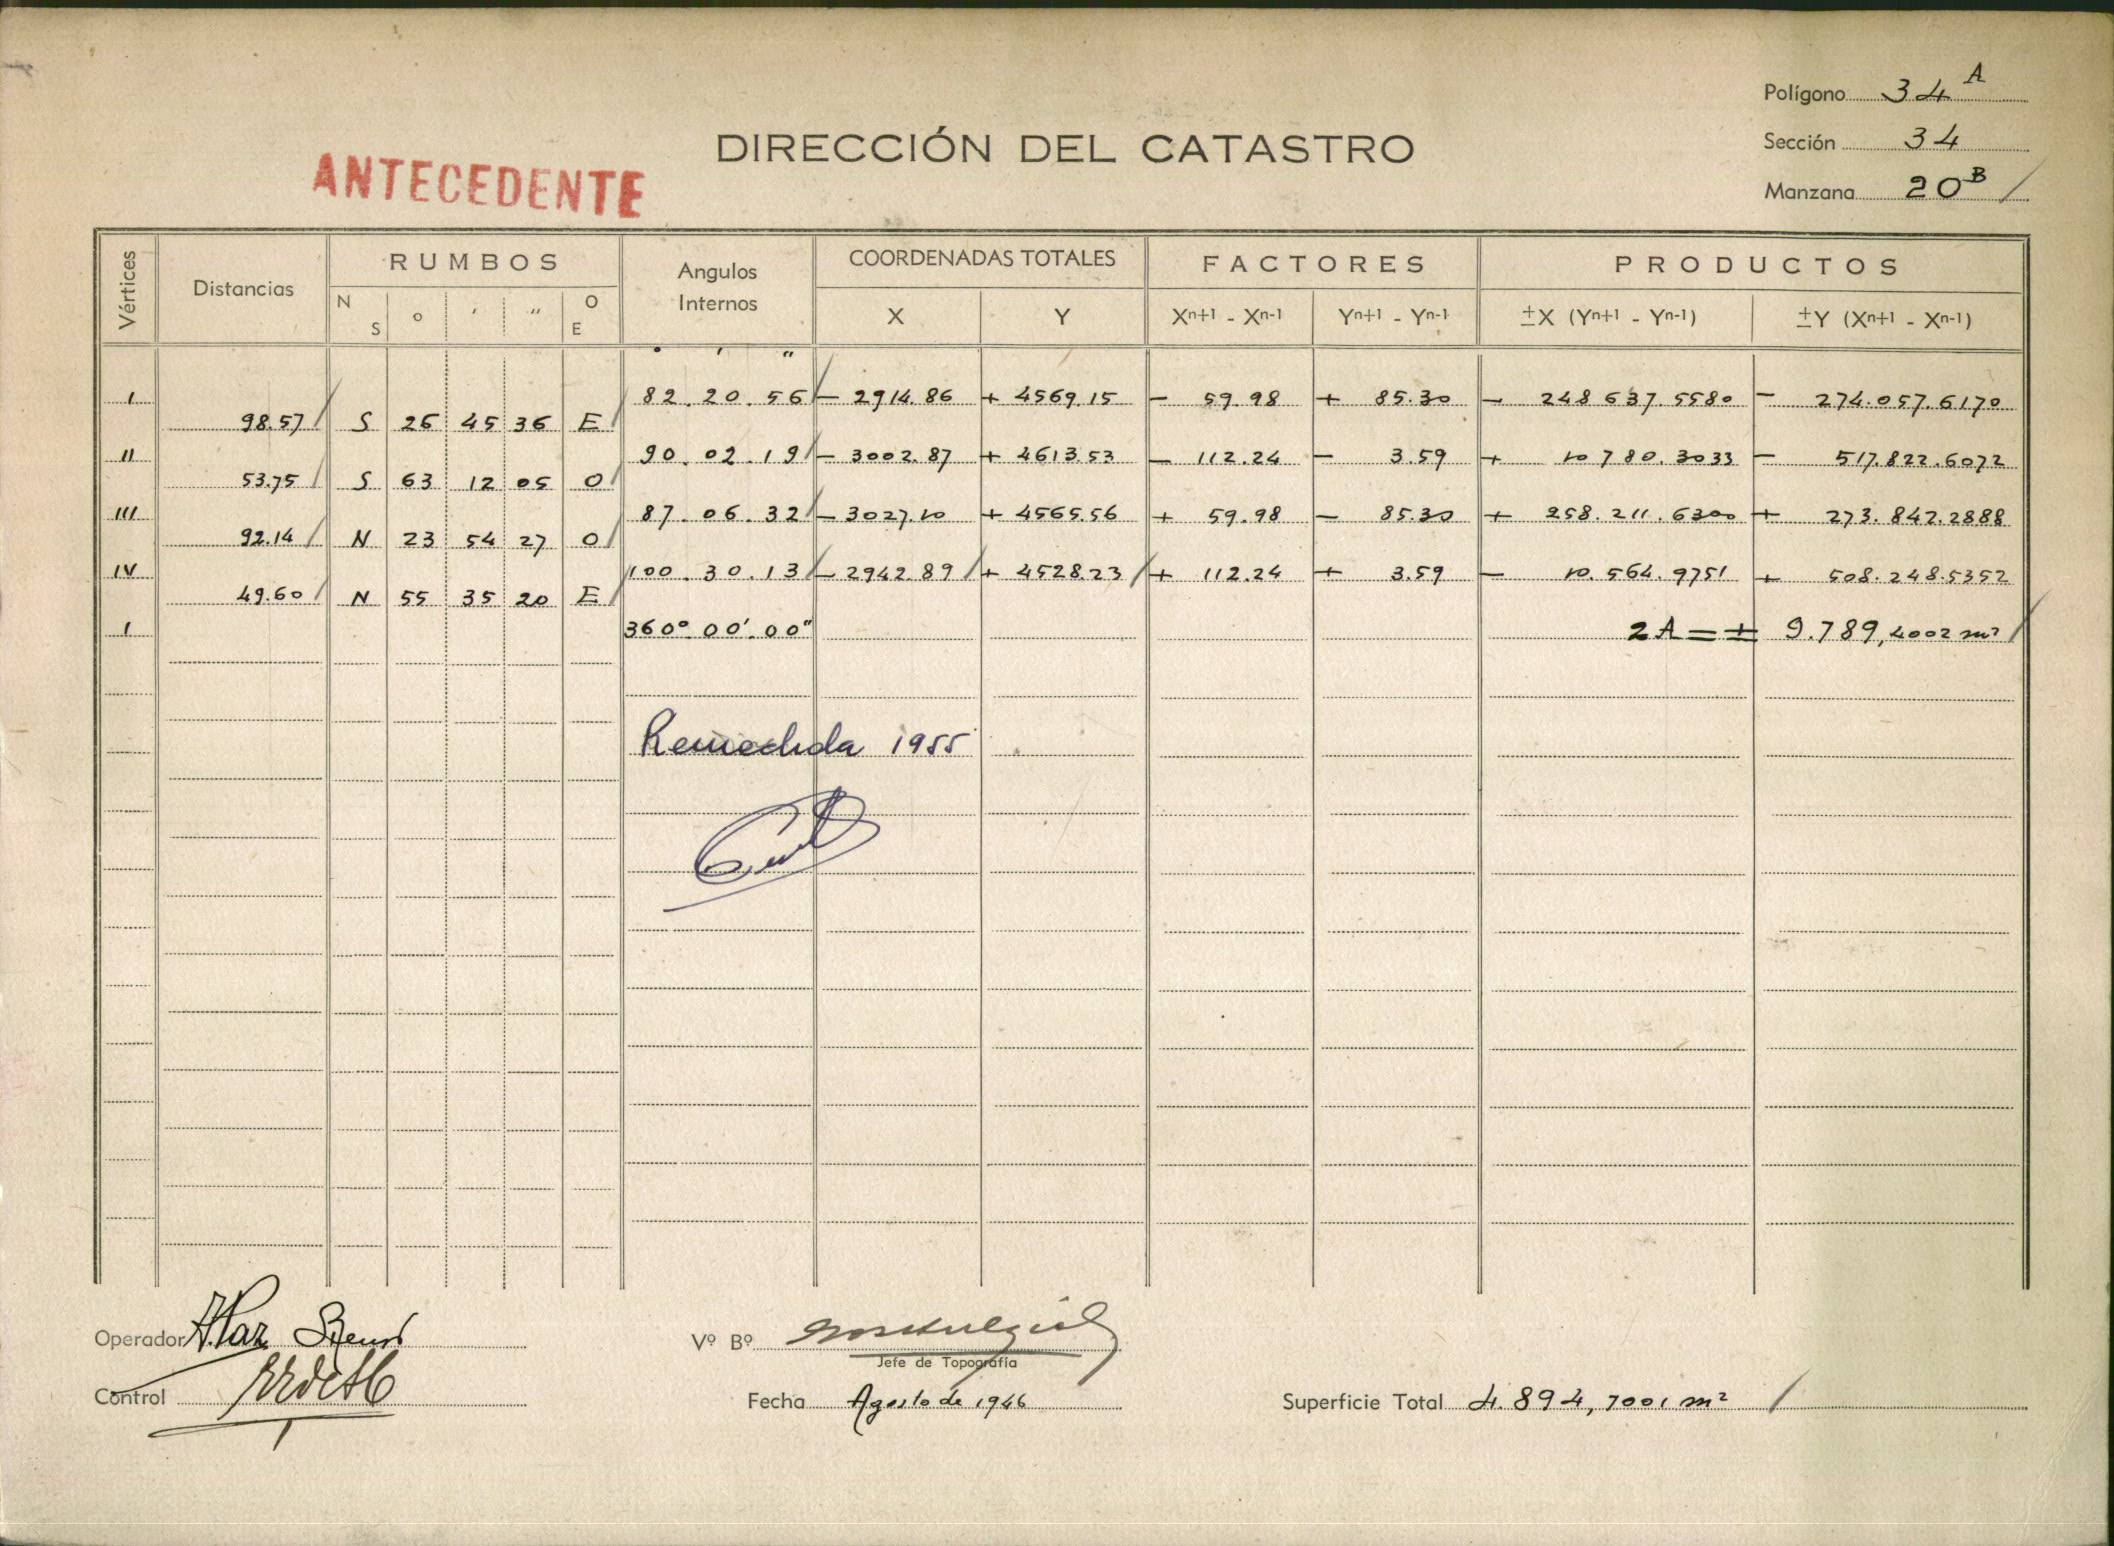 Polígono 34 A
DIRECCIÓN DEL CATASTRO
Sección 34
ANTECEDENTE
Manzana 20 B /
Vértices Distancias RUMBOS Angulos Internos COORDENADAS TOTALES FACTORES PRODUCTOS
N S o ' " O E X Y Xn+1 - Xn-1 Yn+1 - Yn-1 ±X (Yn+1 - Yn-1) ±Y (Xn+1 - Xn-1)
° ' "
I 82.20.56 - 2914.86 + 4569.15 - 59.98 + 85.30 - 248637.5580 - 274.057.6170
98.57 S 26 45 36 E
II 90.02.19 - 3002.87 + 4613.53 - 112.24 - 3.59 + 10780.3033 - 517.822.6072
53.75 S 63 12 05 O
III 87.06.32 - 3027.10 + 4565.56 + 59.98 - 85.30 + 258.211.6300 + 273.842.2888
92.14 N 23 54 27 O
IV 100.30.13 - 2942.89 + 4528.23 + 112.24 + 3.59 - 10.564.9751 + 508.248.5352
49.60 N 55 35 20 E
I 360°.00'.00" 2A = + 9.789,4002 m²
Remedida 1955
Operador
Vº Bº
Jefe de Topografía
Control
Fecha Agosto de 1946
Superficie Total 4.894,7001 m²